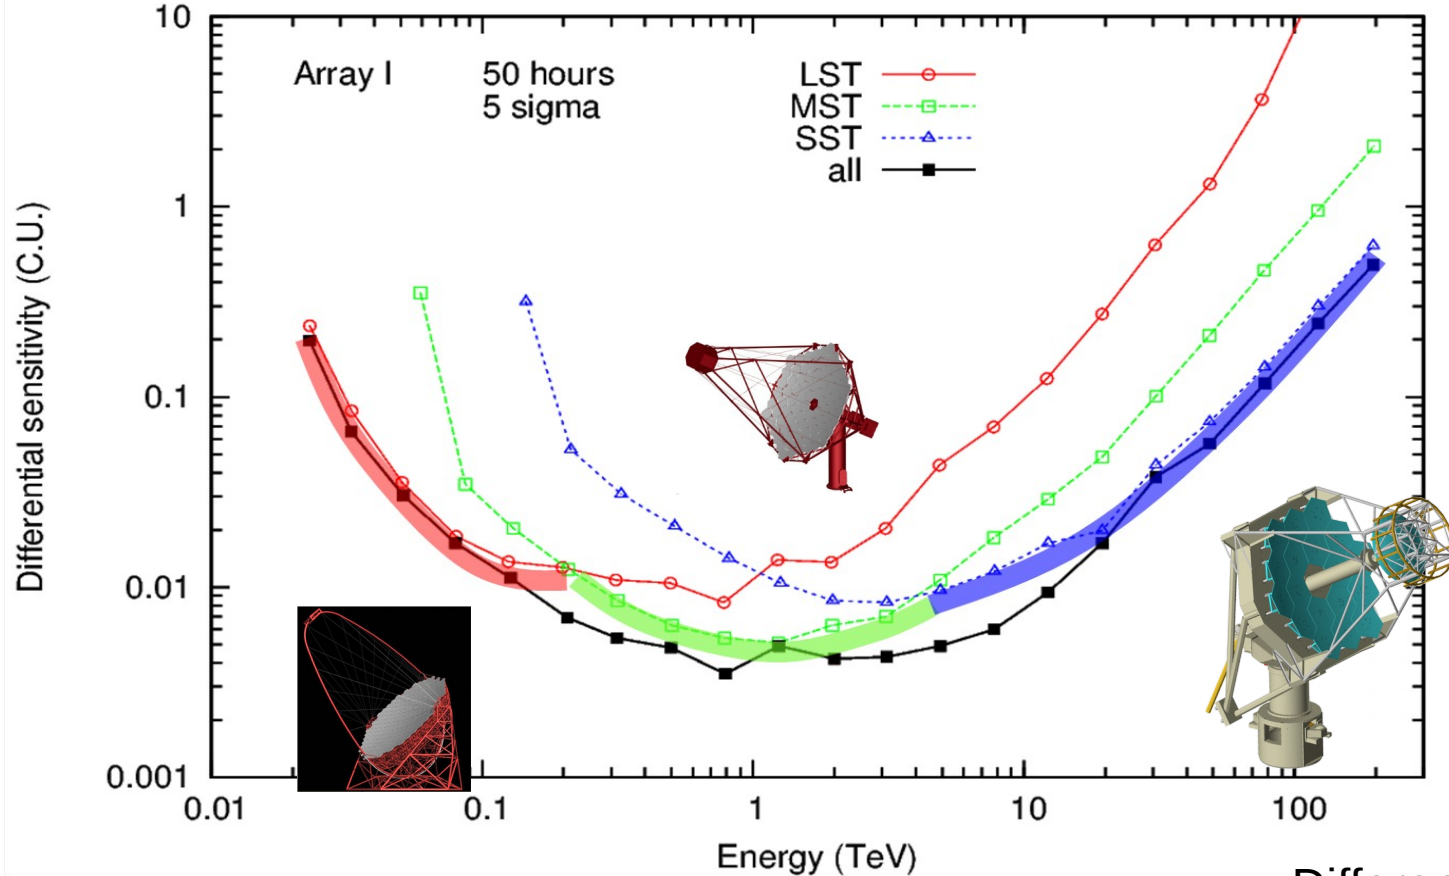 10
Array I 50 hours
5 sigma
LST
MST
SST
all
1
0.1
0.01
0.001
Differential sensitivity (C.U.)
0.01 0.1 1 10 100
Energy (TeV)